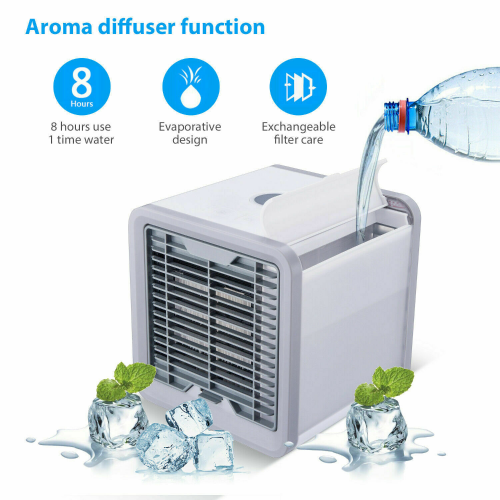 Aroma diffuser function
8
Hours
8 hours use
1 time water
Evaporative
design
Exchangeable
filter care